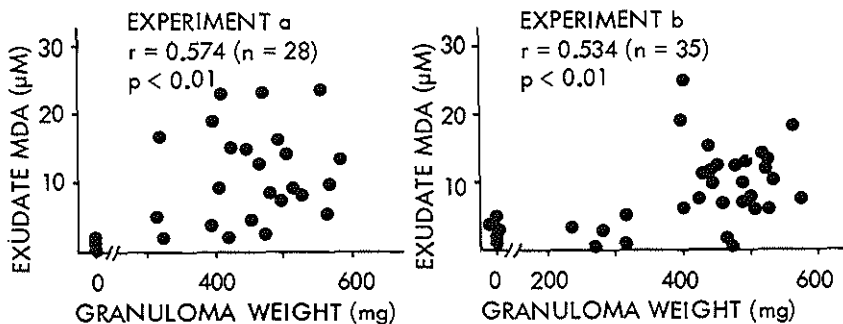 EXPERIMENT a
r = 0.574 (n = 28)
p < 0.01
30
20
10
EXUDATE MDA (µM)
0 400 600
GRANULOMA WEIGHT (mg)
EXPERIMENT b
r = 0.534 (n = 35)
p < 0.01
30
20
10
EXUDATE MDA (µM)
0 200 400 600
GRANULOMA WEIGHT (mg)